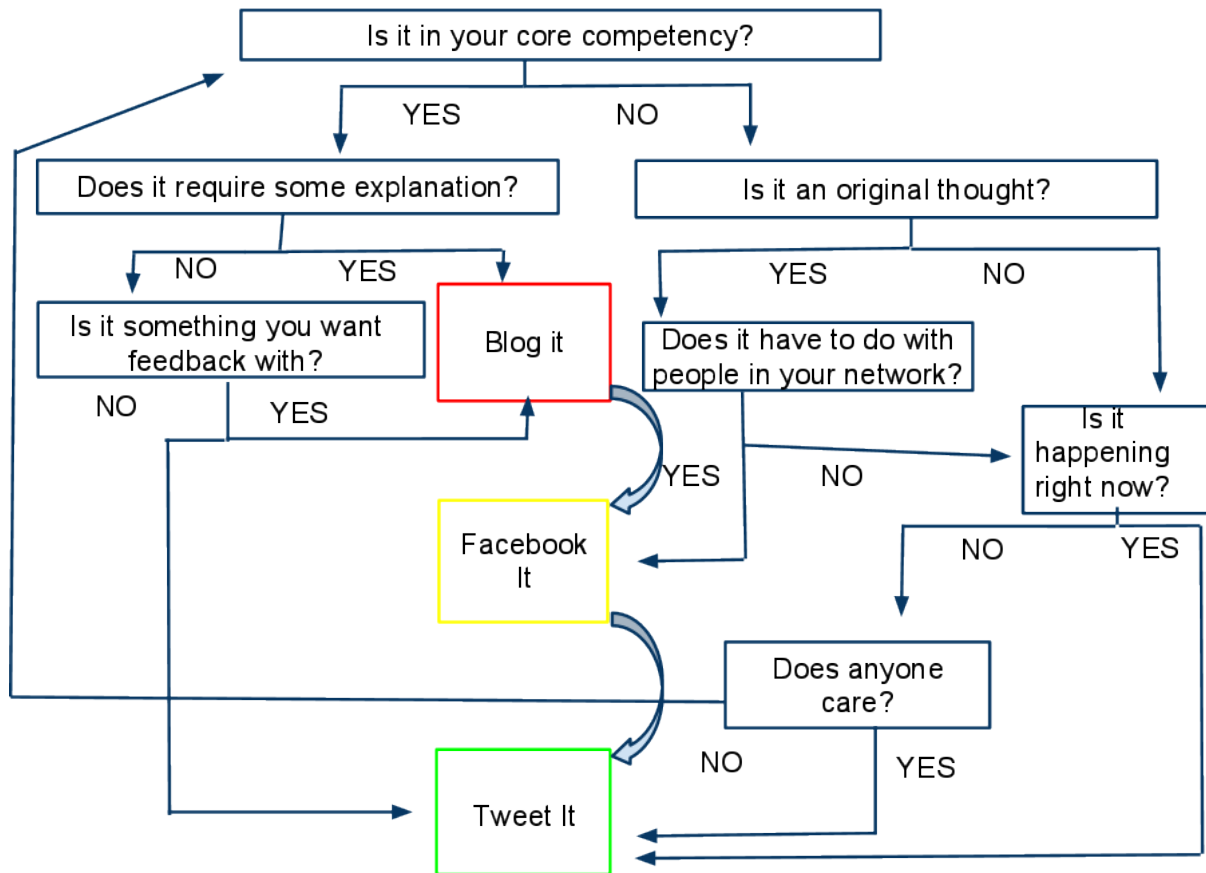 Is it in your core competency?
YES
NO
Does it require some explanation?
Is it an original thought?
NO
YES
YES
NO
Is it something you want
feedback with?
Blog it
Does it have to do with
people in your network?
NO
YES
Is it
happening
right now?
YES
NO
Facebook
It
NO
YES
Does anyone
care?
NO
YES
Tweet It